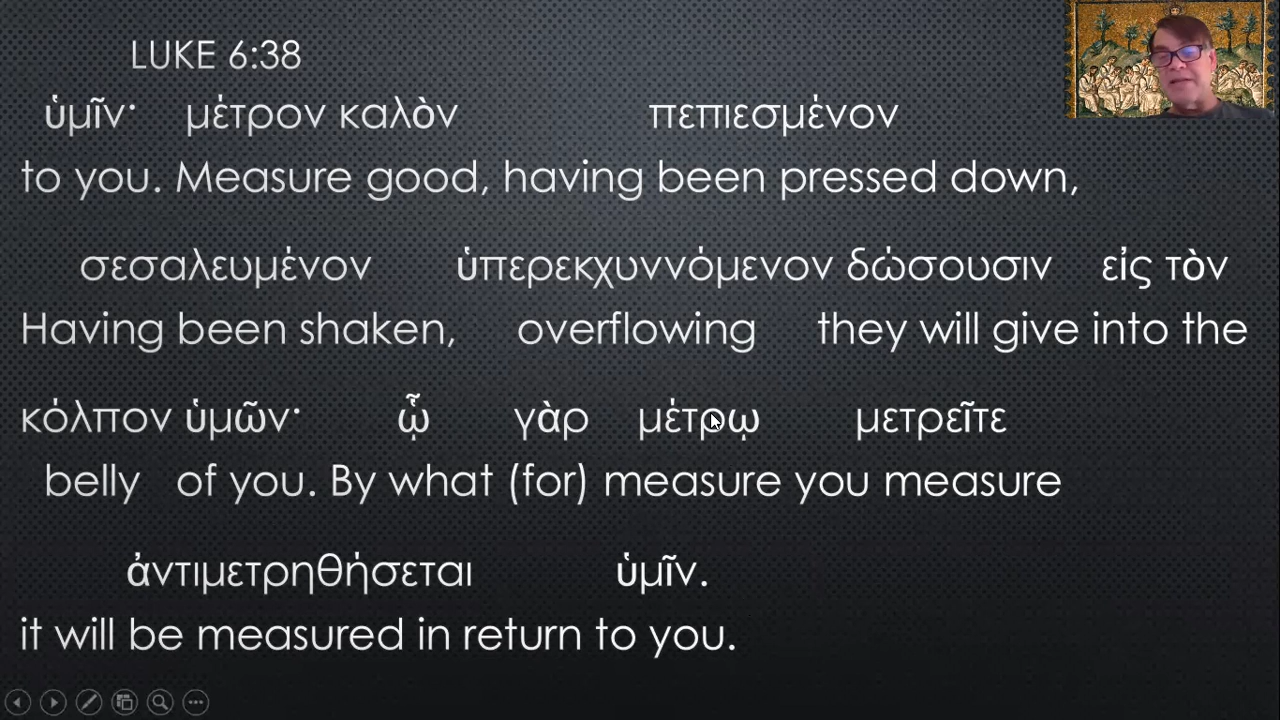 LUKE 6:38
ὑμῖν· μέτρον καλὸν πεπιεσμένον
to you. Measure good, having been pressed down,
σεσαλευμένον ὑπερεκχυννόμενον δώσουσιν εἰς τὸν
Having been shaken, overflowing they will give into the
κόλπον ὑμῶν· ᾧ γὰρ μέτρῳ μετρεῖτε
belly of you. By what (for) measure you measure
ἀντιμετρηθήσεται ὑμῖν.
it will be measured in return to you.